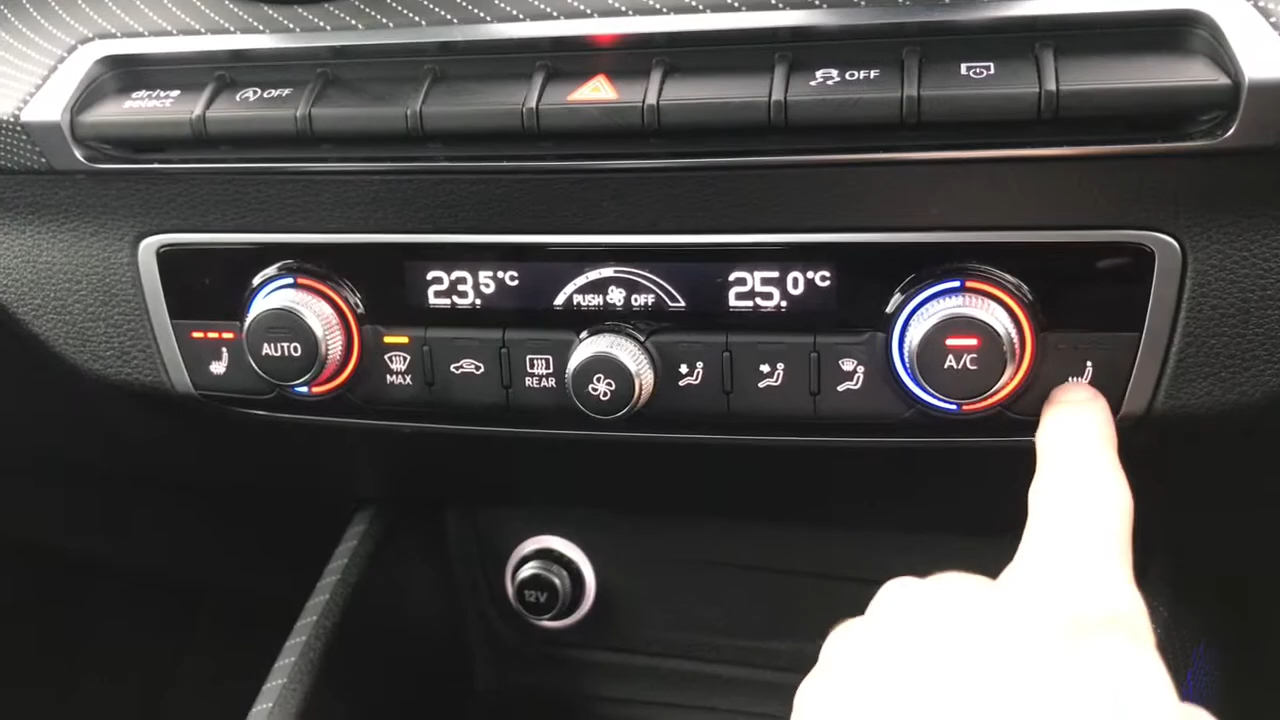 drive
select
OFF
OFF
23.5°C
PUSH OFF
25.0°C
AUTO
MAX
REAR
A/C
12V